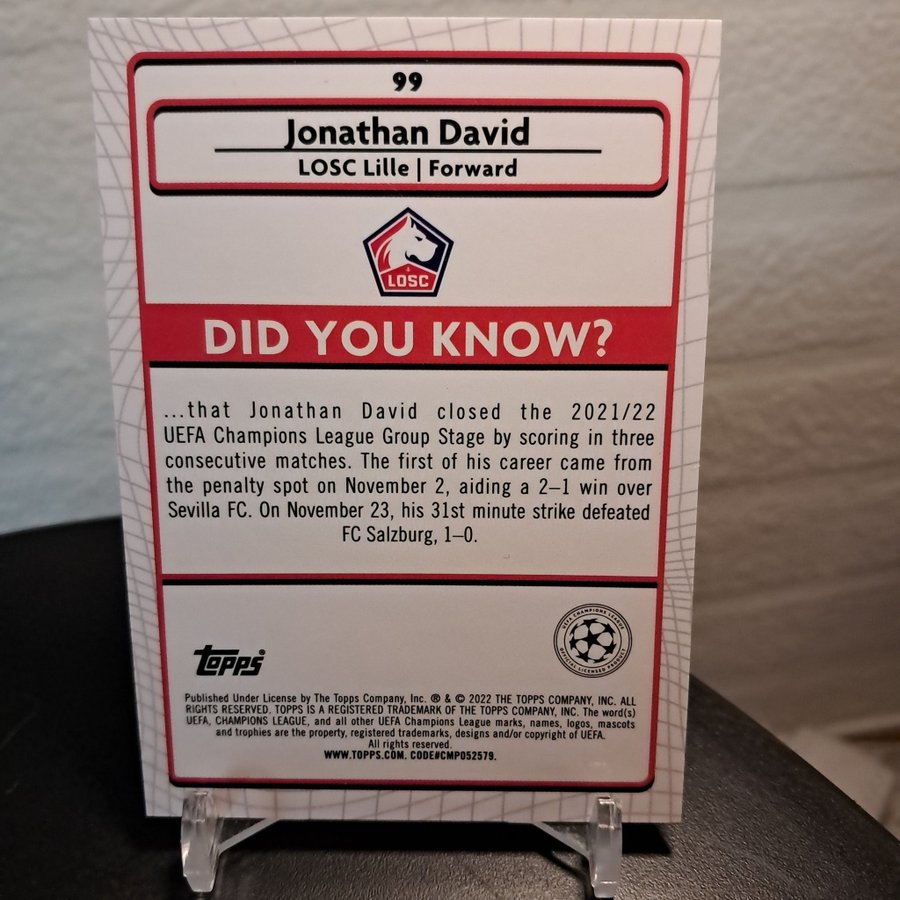 99
Jonathan David
LOSC Lille | Forward
LOSC
DID YOU KNOW?
...that Jonathan David closed the 2021/22
UEFA Champions League Group Stage by scoring in three
consecutive matches. The first of his career came from
the penalty spot on November 2, aiding a 2–1 win over
Sevilla FC. On November 23, his 31st minute strike defeated
FC Salzburg, 1–0.
UEFA CHAMPIONS LEAGUE
OFFICIAL LICENSED PRODUCT
Topps
Published Under License by The Topps Company, Inc. ® & © 2022 THE TOPPS COMPANY, INC. ALL
RIGHTS RESERVED. TOPPS IS A REGISTERED TRADEMARK OF THE TOPPS COMPANY, INC. The word(s)
UEFA, CHAMPIONS LEAGUE, and all other UEFA Champions League marks, names, logos, mascots
and trophies are the property, registered trademarks, designs and/or copyright of UEFA.
All rights reserved.
WWW.TOPPS.COM. CODE#CMP052579.